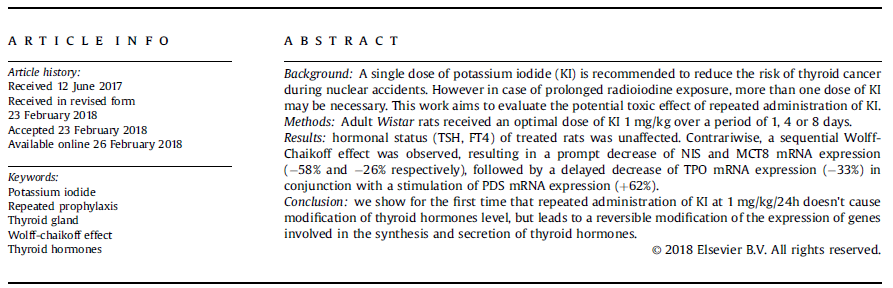 A R T I C L E I N F O
Article history:
Received 12 June 2017
Received in revised form
23 February 2018
Accepted 23 February 2018
Available online 26 February 2018
Keywords:
Potassium iodide
Repeated prophylaxis
Thyroid gland
Wolff-chaikoff effect
Thyroid hormones
A B S T R A C T
Background: A single dose of potassium iodide (KI) is recommended to reduce the risk of thyroid cancer
during nuclear accidents. However in case of prolonged radioiodine exposure, more than one dose of KI
may be necessary. This work aims to evaluate the potential toxic effect of repeated administration of KI.
Methods: Adult Wistar rats received an optimal dose of KI 1 mg/kg over a period of 1, 4 or 8 days.
Results: hormonal status (TSH, FT4) of treated rats was unaffected. Contrariwise, a sequential Wolff-
Chaikoff effect was observed, resulting in a prompt decrease of NIS and MCT8 mRNA expression
(−58% and −26% respectively), followed by a delayed decrease of TPO mRNA expression (−33%) in
conjunction with a stimulation of PDS mRNA expression (+62%).
Conclusion: we show for the first time that repeated administration of KI at 1 mg/kg/24h doesn't cause
modification of thyroid hormones level, but leads to a reversible modification of the expression of genes
involved in the synthesis and secretion of thyroid hormones.
© 2018 Elsevier B.V. All rights reserved.